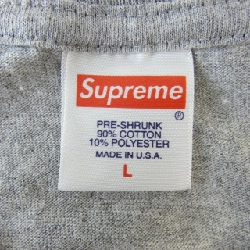 Supreme
®
PRE-SHRUNK
90% COTTON
10% POLYESTER
MADE IN U.S.A.
L